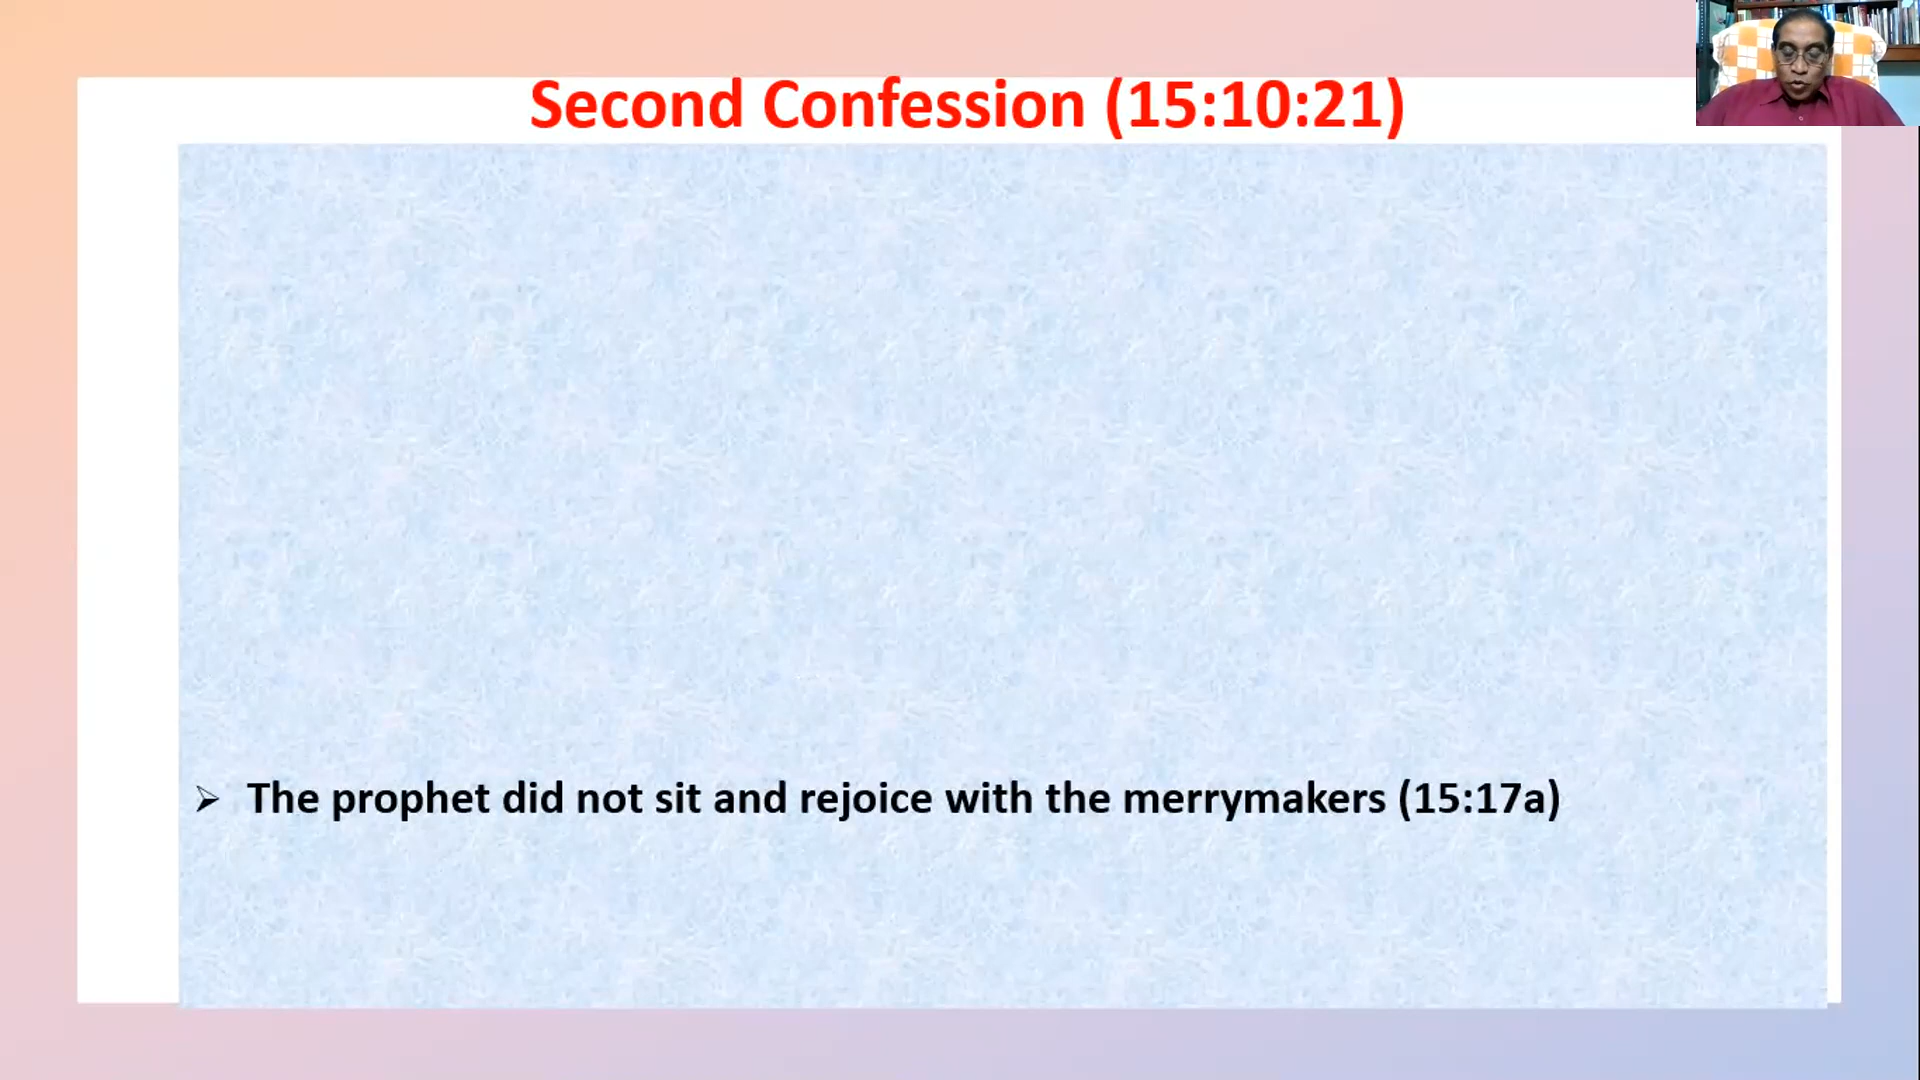 Second Confession (15:10:21)
➢ The prophet did not sit and rejoice with the merrymakers (15:17a)